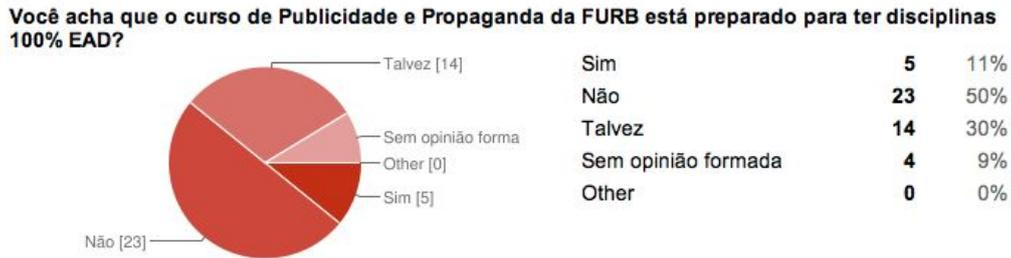 Você acha que o curso de Publicidade e Propaganda da FURB está preparado para ter disciplinas
100% EAD?
Talvez [14]
Sem opinião forma
Other [0]
Sim [5]
Não [23]
Sim 5 11%
Não 23 50%
Talvez 14 30%
Sem opinião formada 4 9%
Other 0 0%